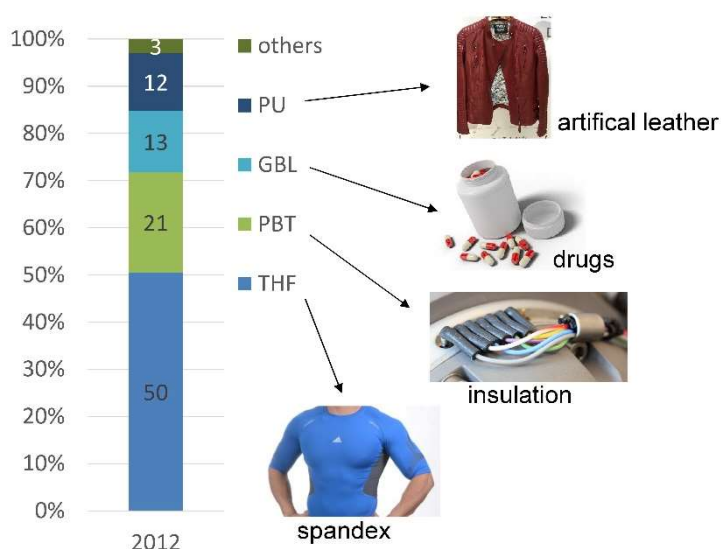 100%
90%
80%
70%
60%
50%
40%
30%
20%
10%
0%
3
12
13
21
50
2012
others
PU
GBL
PBT
THF
artifical leather
drugs
insulation
spandex